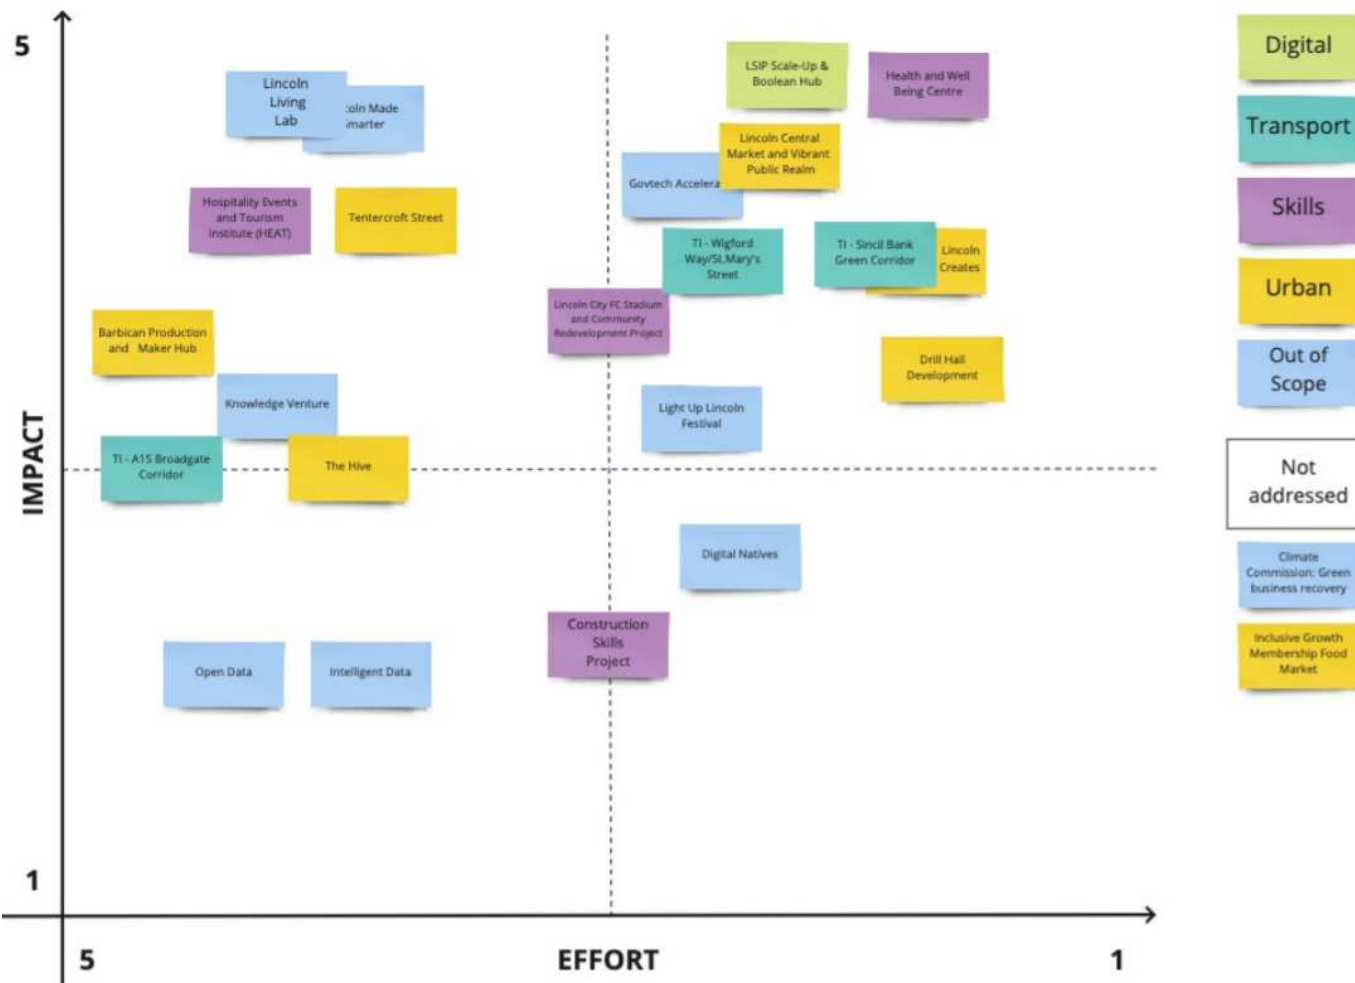 5
Lincoln
Living
Lab
coln Made
Smarter
LSIP Scale-Up &
Boolean Hub
Health and Well
Being Centre
Lincoln Central
Market and Vibrant
Public Realm
Govtech Accelera
Hospitality Events
and Tourism
Institute (HEAT)
Tentercroft Street
TI - Wigford
Way/St.Mary's
Street
TI - Sincil Bank
Green Corridor
Lincoln
Creates
Lincoln City FC Stadium
and Community
Redevelopment Project
Barbican Production
and Maker Hub
Drill Hall
Development
Knowledge Venture
Light Up Lincoln
Festival
TI - A15 Broadgate
Corridor
The Hive
IMPACT
Digital Natives
Construction
Skills
Project
Open Data
Intelligent Data
1
5
EFFORT
1
Digital
Transport
Skills
Urban
Out of
Scope
Not
addressed
Climate
Commission: Green
business recovery
Inclusive Growth
Membership Food
Market